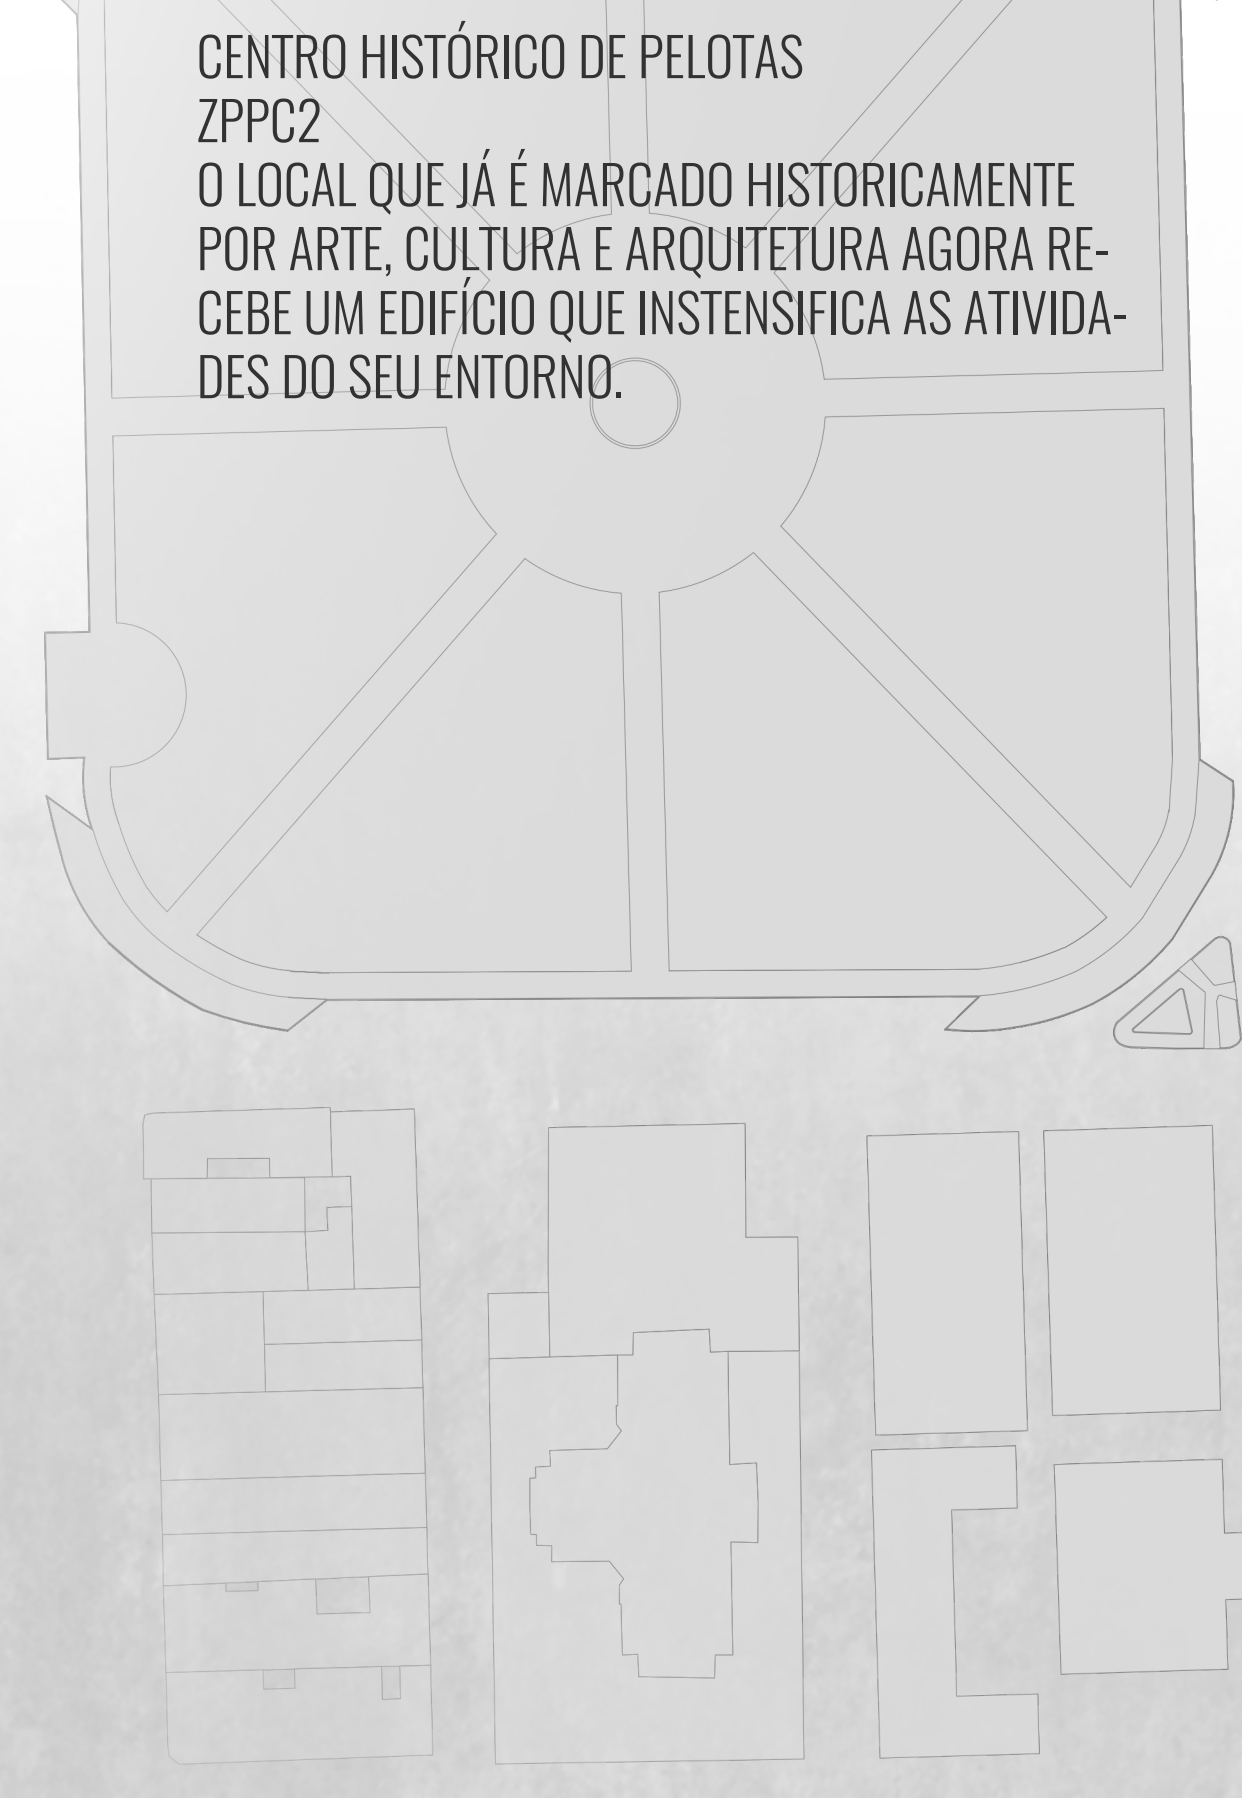 CENTRO HISTÓRICO DE PELOTAS
ZPPC2
O LOCAL QUE JÁ É MARCADO HISTORICAMENTE
POR ARTE, CULTURA E ARQUITETURA AGORA RE-
CEBE UM EDIFÍCIO QUE INSTENSIFICA AS ATIVIDA-
DES DO SEU ENTORNO.